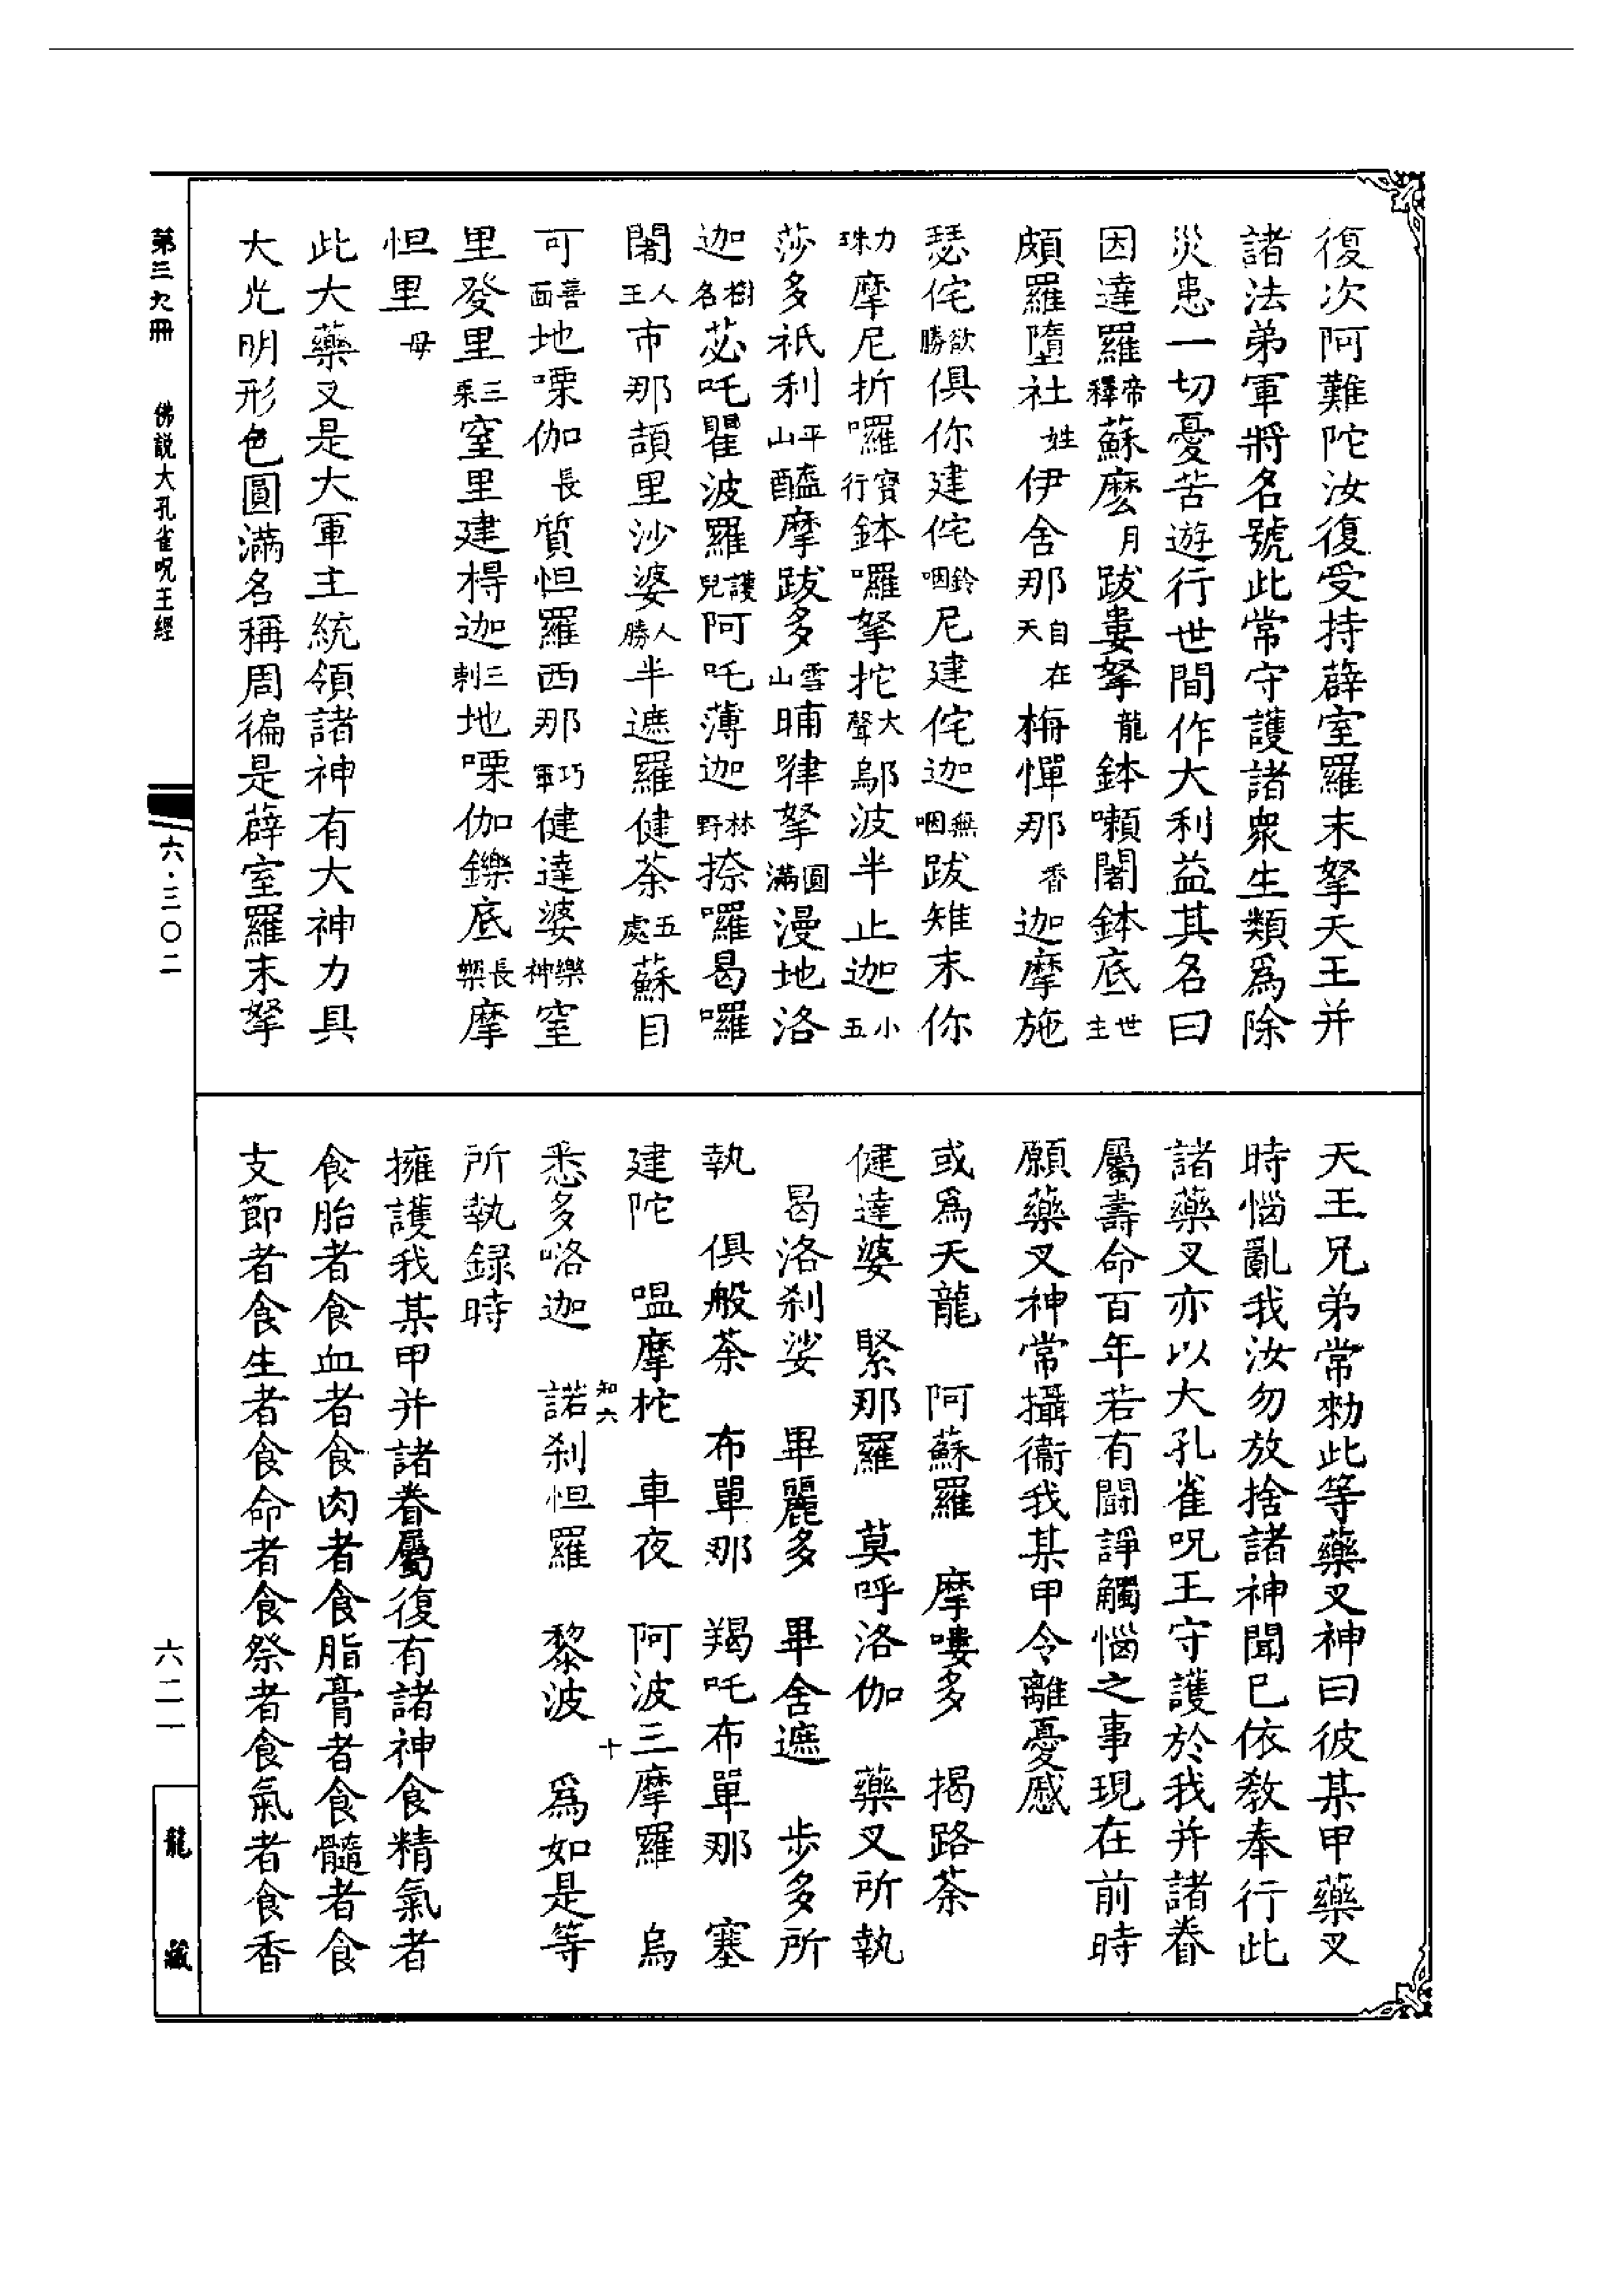 復次阿難陀汝復受持薜室羅末拏天王并
諸法弟軍將名號此常守護諸衆生類爲除
災患一切憂苦遊行世間作大利益其名曰
因達羅帝釋蘇麽月跋婁拏龍鉢囉闍鉢底世主
頗羅墮社姓伊舍那自在天栴憚那香迦摩施
瑟侘欲勝俱你建侘鈴咽尼建侘迦無咽跋雉末你
力珠摩尼折囉寶行鉢囉拏挓大聲鄔波半止迦小五
莎多祇利平山醯摩跋多雪山晡㗚拏圓滿漫地洛
迦樹名苾吒瞿波羅護兒阿吒薄迦林野捺囉曷囉
闍人王市那頡里沙婆人勝半遮羅健荼五處蘇目
可善面地㗚伽長質怛羅西那巧軍健達婆樂神窒
里發里三栗窒里建㭼迦三刺地㗚伽鑠底長槊摩
怛里母
此大藥叉是大軍主統領諸神有大神力具
大光明形色圓滿名稱周徧是薜室羅末拏
天王兄弟常勑此等藥叉神曰彼某甲藥叉
時惱亂我汝勿放捨諸神聞已依教奉行此
諸藥叉亦以大孔雀呪王守護於我并諸眷
屬壽命百年若有鬭諍觸惱之事現在前時
願藥叉神常攝衞我某甲令離憂慼
或爲天龍 阿蘇羅 摩嘍多 揭路荼
健達婆 緊那羅 莫呼洛伽 藥叉所執
曷洛刹娑 畢麗多 畢舍遮 步多所
執 俱般荼 布單那 羯吒布單那 塞
建陀 嗢摩柁 車夜 阿波三摩羅 烏
知六 十
悉多咯迦 諾刹怛羅 黎波 爲如是等
所執録時
擁護我某甲并諸眷屬復有諸神食精氣者
食胎者食血者食肉者食脂膏者食髓者食
支節者食生者食命者食祭者食氣者食香
第三九冊 佛説大孔雀呪王經
六·三〇二
六二一
龍藏